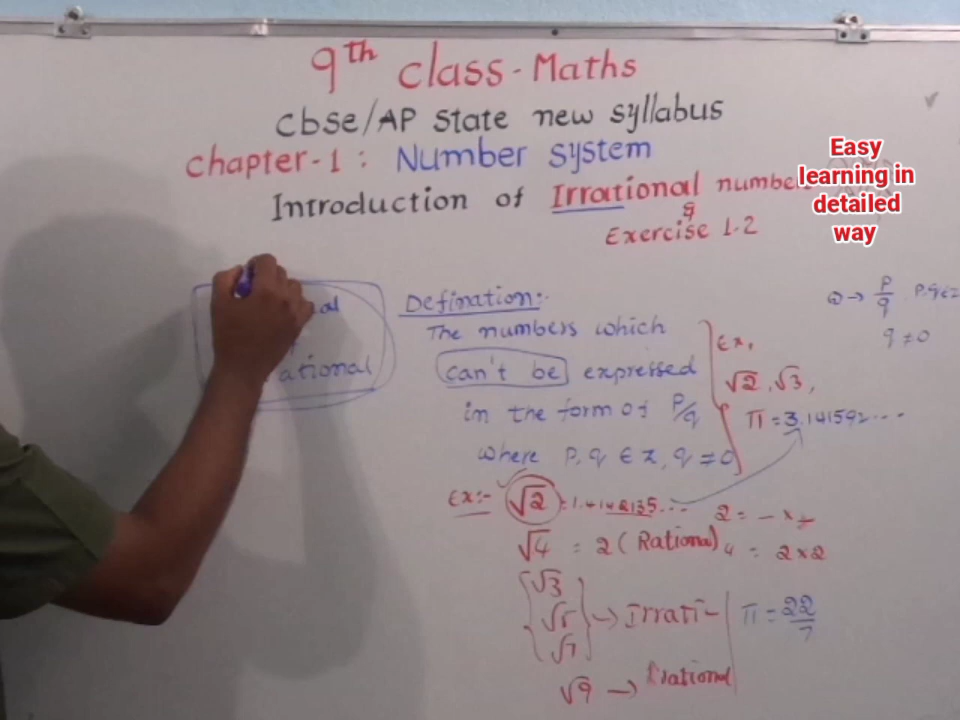 9th class - Maths
cbse/AP state new syllabus
chapter-1 : Number system
Introduction of Irrational number
&
Exercise 1.2
Easy
learning in
detailed
way
Defination:-
The numbers which
can't be expressed
in the form of P/q
where P, q ∈ z, q ≠ 0
Ex,
√2, √3,
π = 3.141592...
Q → P/q P, q ∈ z
q ≠ 0
Ex:- √2 = 1.4142135...
2 = - x -
√4 = 2 (Rational)
4 = 2×2
√3
√5 → Irrati-
√7
π = 22/7
√9 → rational